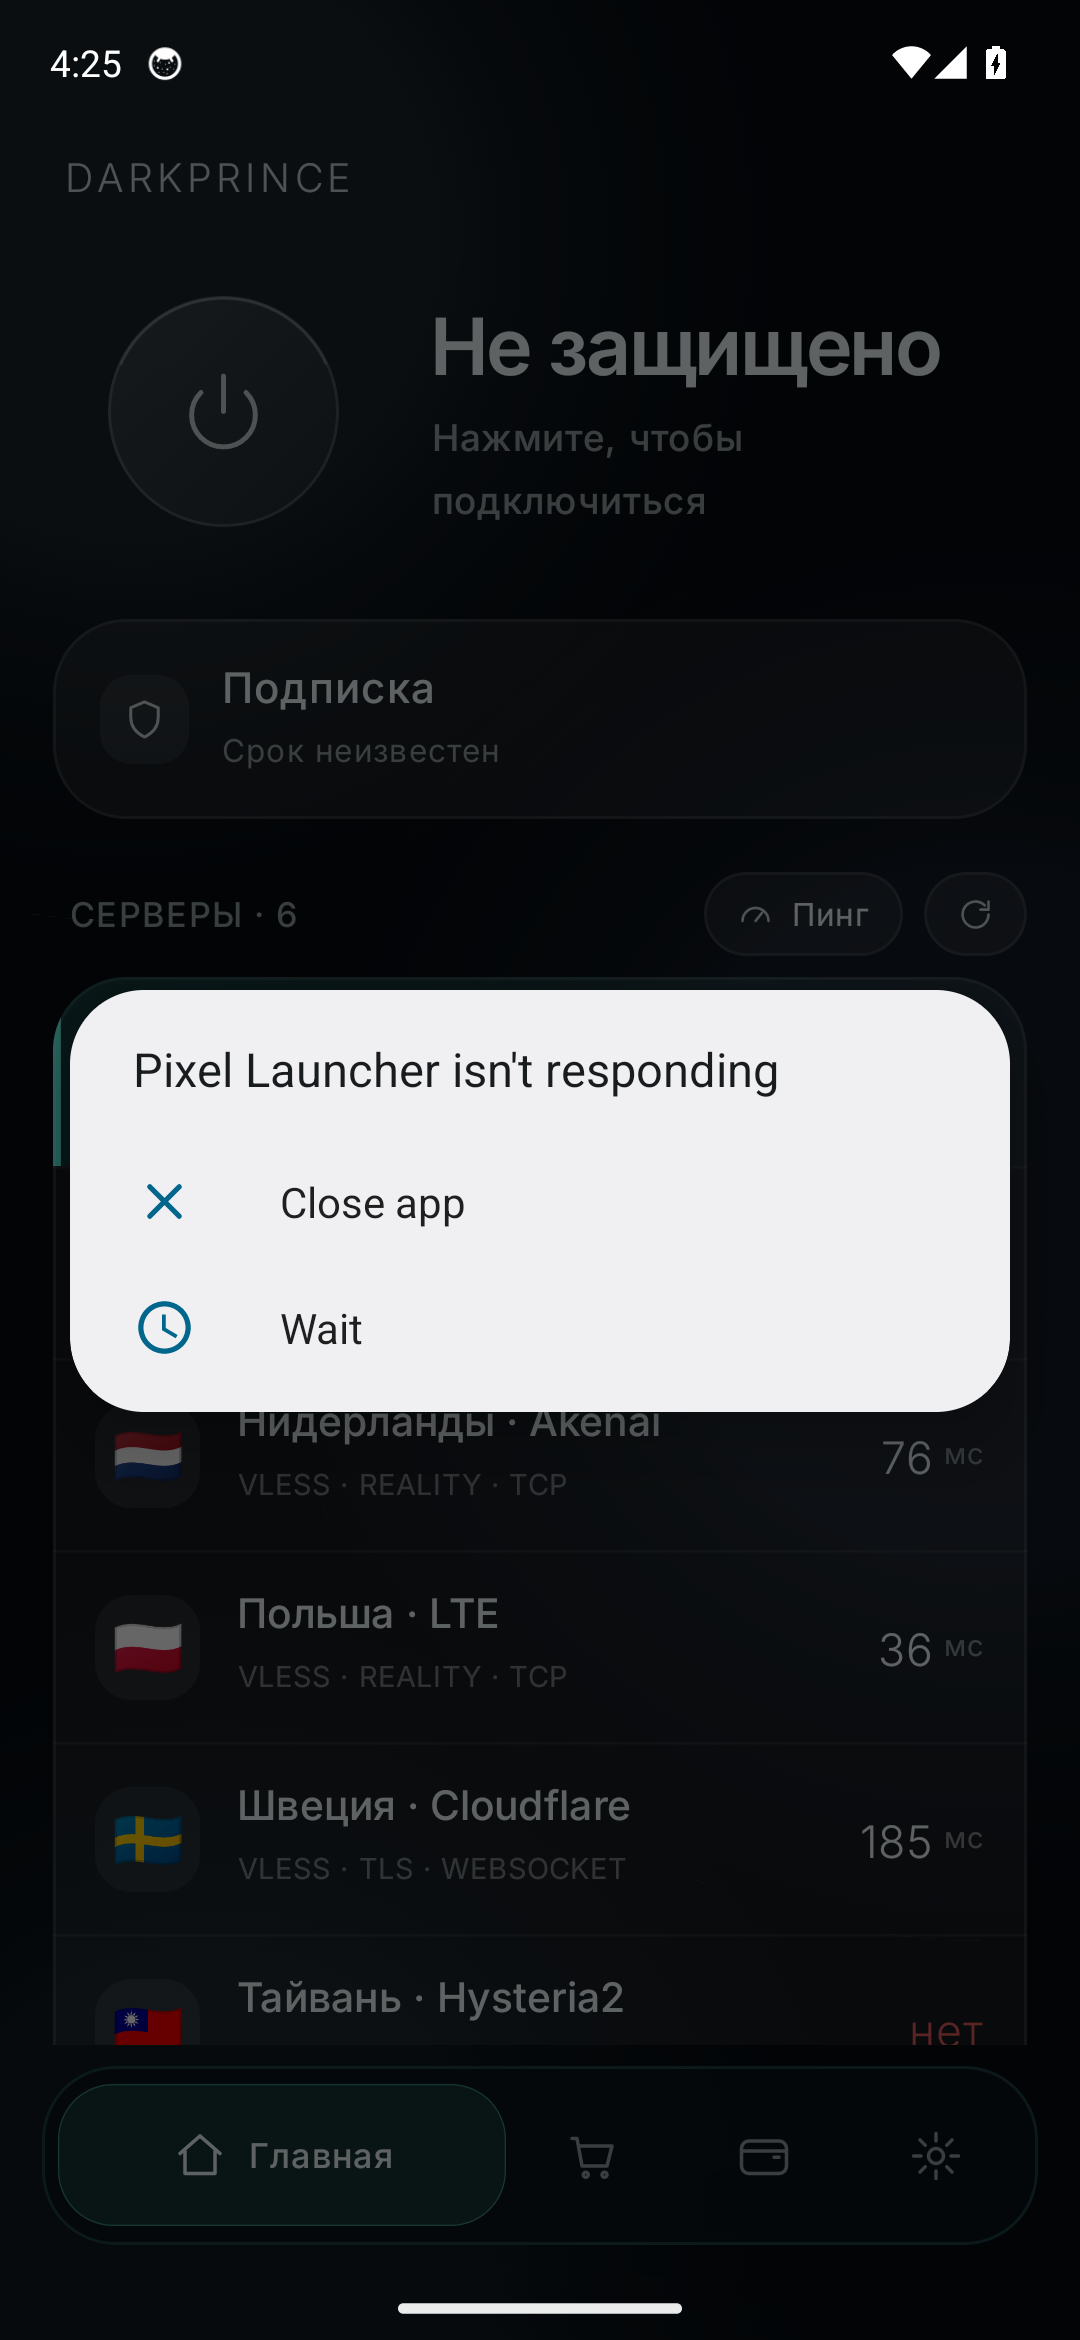 4:25
DARKPRINCE
Не защищено
Нажмите, чтобы
подключиться
Подписка
Срок неизвестен
СЕРВЕРЫ · 6
Пинг
Pixel Launcher isn't responding
Close app
Wait
Нидерланды · Akenai
76 мс
VLESS · REALITY · TCP
Польша · LTE
36 мс
VLESS · REALITY · TCP
Швеция · Cloudflare
185 мс
VLESS · TLS · WEBSOCKET
Тайвань · Hysteria2
нет
Главная